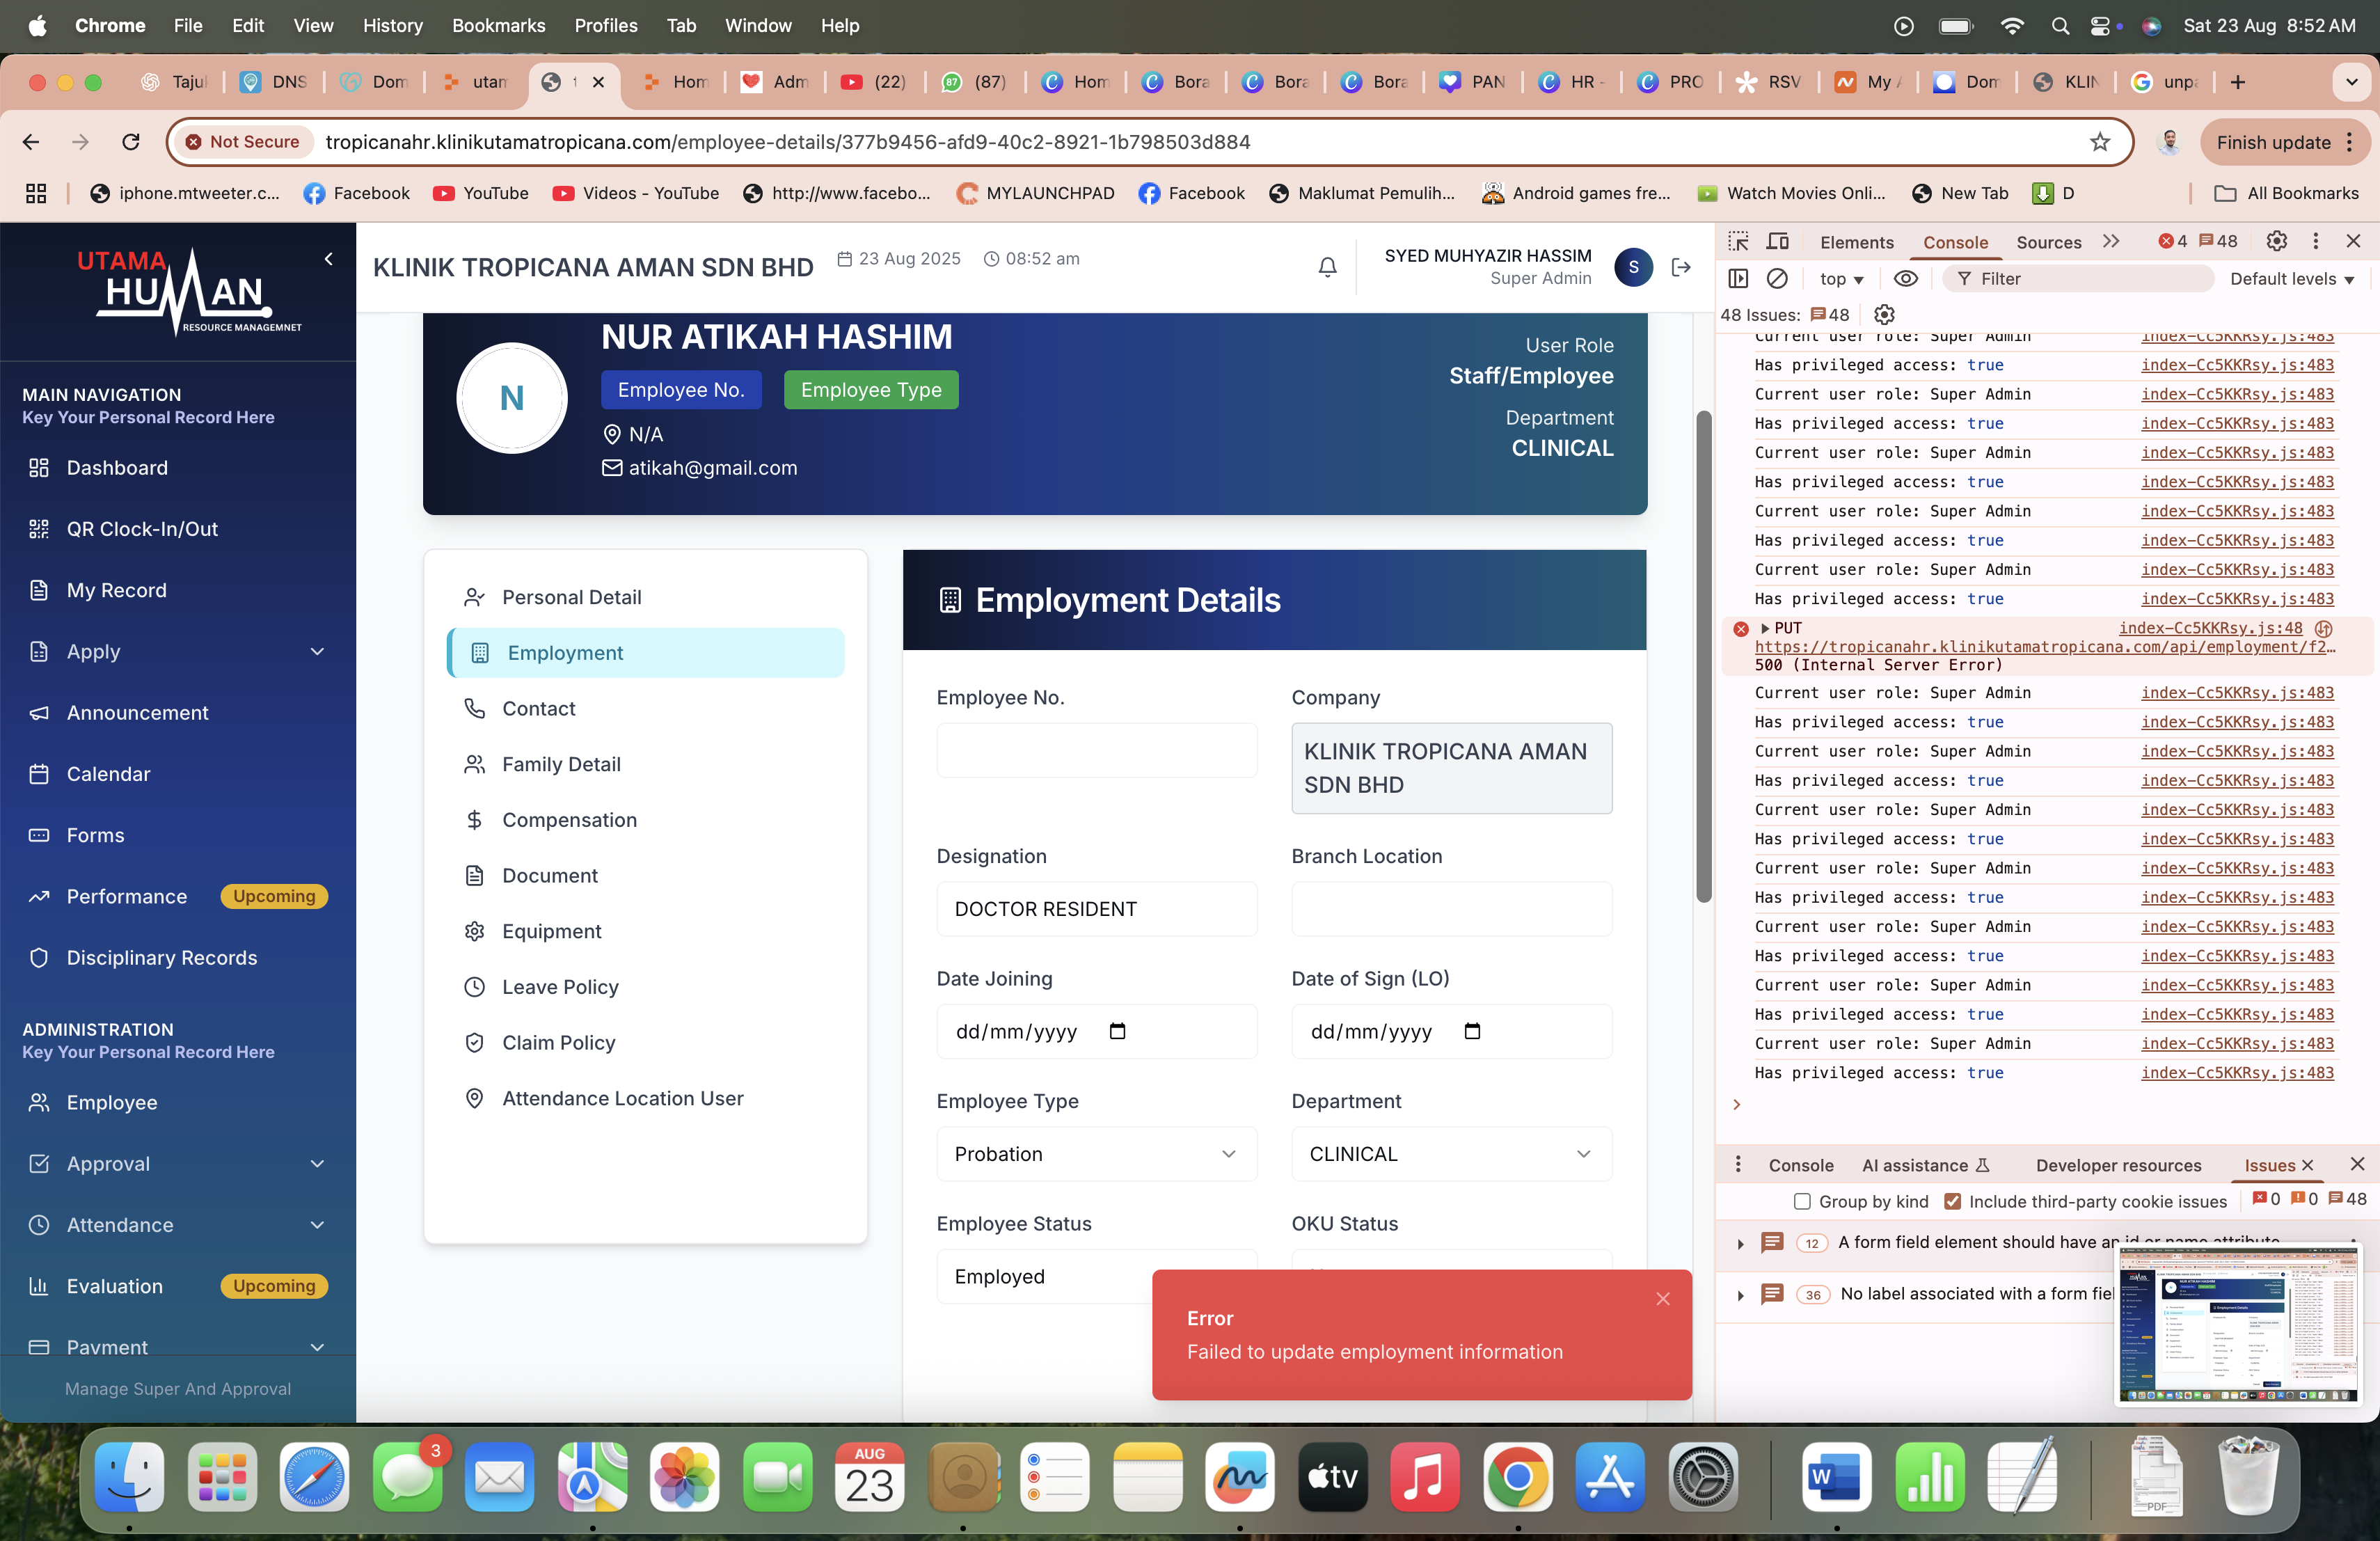 Chrome File Edit View History Bookmarks Profiles Tab Window Help Sat 23 Aug 8:52 AM
Taju DNS Dom utam Hom Adm (22) (87) Hom Bora Bora Bora PAN HR - PRO RSV My Dom KLIN unpa
Not Secure tropicanahr.klinikutamatropicana.com/employee-details/377b9456-afd9-40c2-8921-1b798503d884 Finish update
iphone.mtweeter.c... Facebook YouTube Videos - YouTube http://www.facebo... MYLAUNCHPAD Facebook Maklumat Pemulih... Android games fre... Watch Movies Onli... New Tab D All Bookmarks
UTAMA
HUMAN
RESOURCE MANAGEMNET
MAIN NAVIGATION
Key Your Personal Record Here
Dashboard
QR Clock-In/Out
My Record
Apply
Announcement
Calendar
Forms
Performance Upcoming
Disciplinary Records
ADMINISTRATION
Key Your Personal Record Here
Employee
Approval
Attendance
Evaluation Upcoming
Payment
Manage Super And Approval
KLINIK TROPICANA AMAN SDN BHD 23 Aug 2025 08:52 am
SYED MUHYAZIR HASSIM
Super Admin
S
N
NUR ATIKAH HASHIM
Employee No. Employee Type
N/A
atikah@gmail.com
User Role
Staff/Employee
Department
CLINICAL
Personal Detail
Employment
Contact
Family Detail
Compensation
Document
Equipment
Leave Policy
Claim Policy
Attendance Location User
Employment Details
Employee No. Company
KLINIK TROPICANA AMAN
SDN BHD
Designation Branch Location
DOCTOR RESIDENT
Date Joining Date of Sign (LO)
dd/mm/yyyy dd/mm/yyyy
Employee Type Department
Probation CLINICAL
Employee Status OKU Status
Employed
Error
Failed to update employment information
Elements Console Sources 4 48
top Filter Default levels
48 Issues: 48
Current user role: Super Admin index-Cc5KKRsy.js:483
Has privileged access: true index-Cc5KKRsy.js:483
Current user role: Super Admin index-Cc5KKRsy.js:483
Has privileged access: true index-Cc5KKRsy.js:483
Current user role: Super Admin index-Cc5KKRsy.js:483
Has privileged access: true index-Cc5KKRsy.js:483
Current user role: Super Admin index-Cc5KKRsy.js:483
Has privileged access: true index-Cc5KKRsy.js:483
Current user role: Super Admin index-Cc5KKRsy.js:483
Has privileged access: true index-Cc5KKRsy.js:483
PUT index-Cc5KKRsy.js:48
https://tropicanahr.klinikutamatropicana.com/api/employment/f2…
500 (Internal Server Error)
Current user role: Super Admin index-Cc5KKRsy.js:483
Has privileged access: true index-Cc5KKRsy.js:483
Current user role: Super Admin index-Cc5KKRsy.js:483
Has privileged access: true index-Cc5KKRsy.js:483
Current user role: Super Admin index-Cc5KKRsy.js:483
Has privileged access: true index-Cc5KKRsy.js:483
Current user role: Super Admin index-Cc5KKRsy.js:483
Has privileged access: true index-Cc5KKRsy.js:483
Current user role: Super Admin index-Cc5KKRsy.js:483
Has privileged access: true index-Cc5KKRsy.js:483
Current user role: Super Admin index-Cc5KKRsy.js:483
Has privileged access: true index-Cc5KKRsy.js:483
Current user role: Super Admin index-Cc5KKRsy.js:483
Has privileged access: true index-Cc5KKRsy.js:483
Console AI assistance Developer resources Issues
Group by kind Include third-party cookie issues 0 0 48
12 A form field element should have an id or name attribute
36 No label associated with a form fie
3
AUG
23
tv
W
PDF